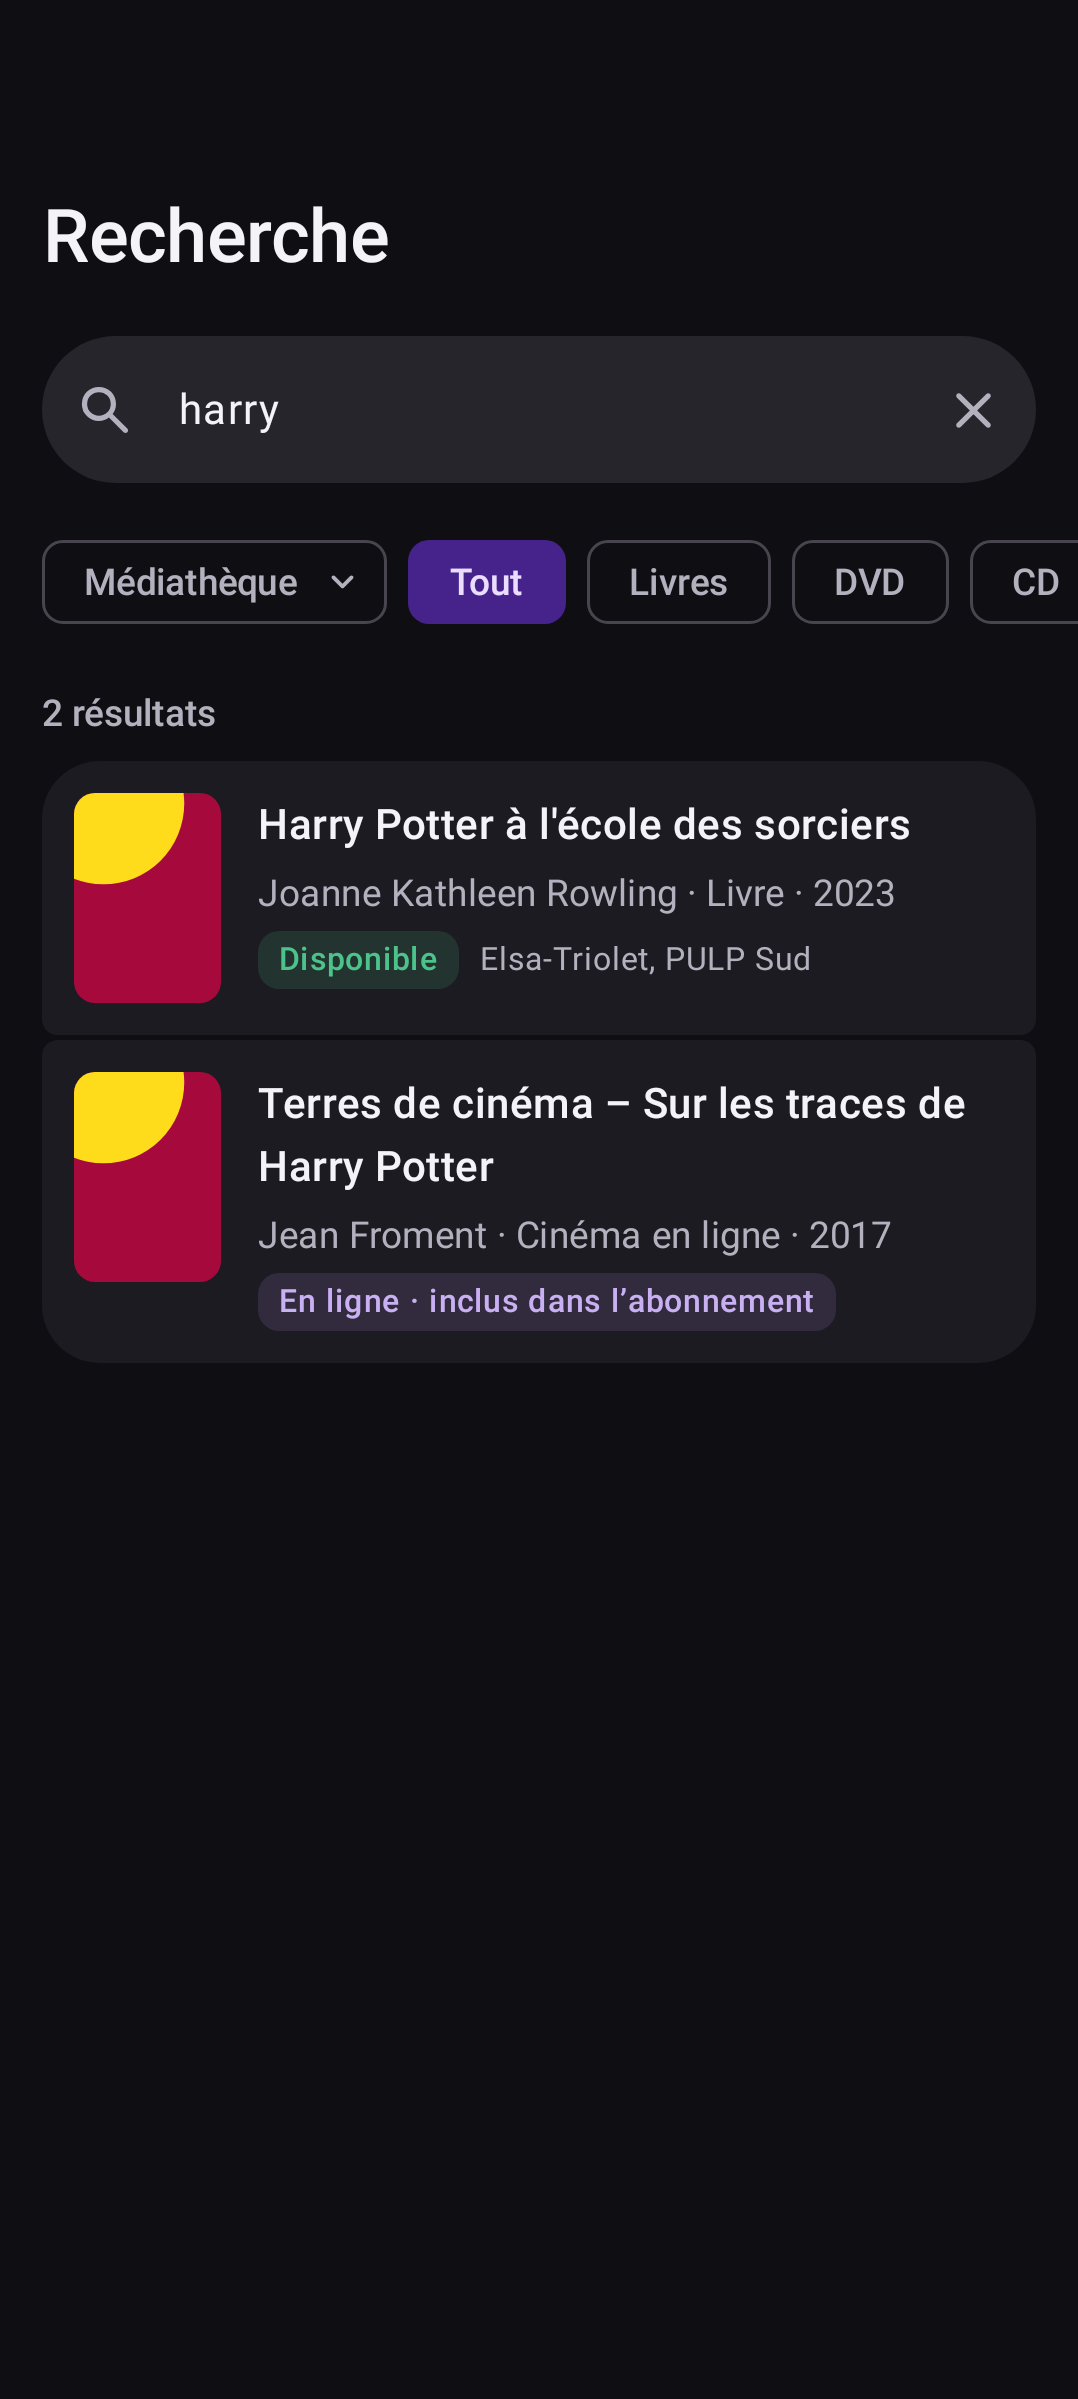 Recherche
harry
Médiathèque Tout Livres DVD CD
2 résultats
Harry Potter à l'école des sorciers
Joanne Kathleen Rowling · Livre · 2023
Disponible Elsa-Triolet, PULP Sud
Terres de cinéma – Sur les traces de
Harry Potter
Jean Froment · Cinéma en ligne · 2017
En ligne · inclus dans l’abonnement